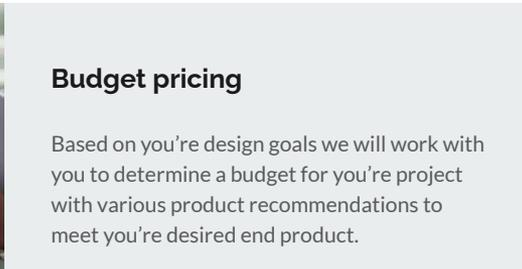 Budget pricing
Based on you’re design goals we will work with
you to determine a budget for you’re project
with various product recommendations to
meet you’re desired end product.